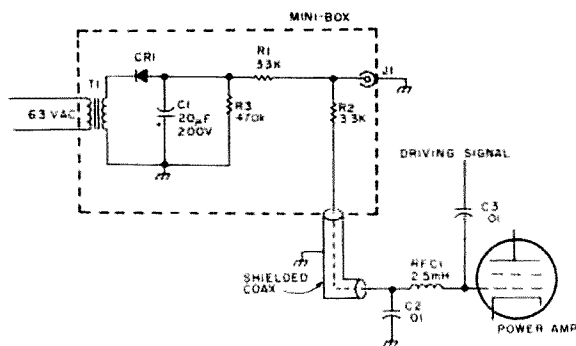 MINI-BOX
CR1
R1
33K
J1
T1
6.3 VAC
C1
20µF
200V
R3
470k
R2
3.3K
DRIVING SIGNAL
C3
.01
RFC1
2.5mH
SHIELDED
COAX
C2
.01
POWER AMP